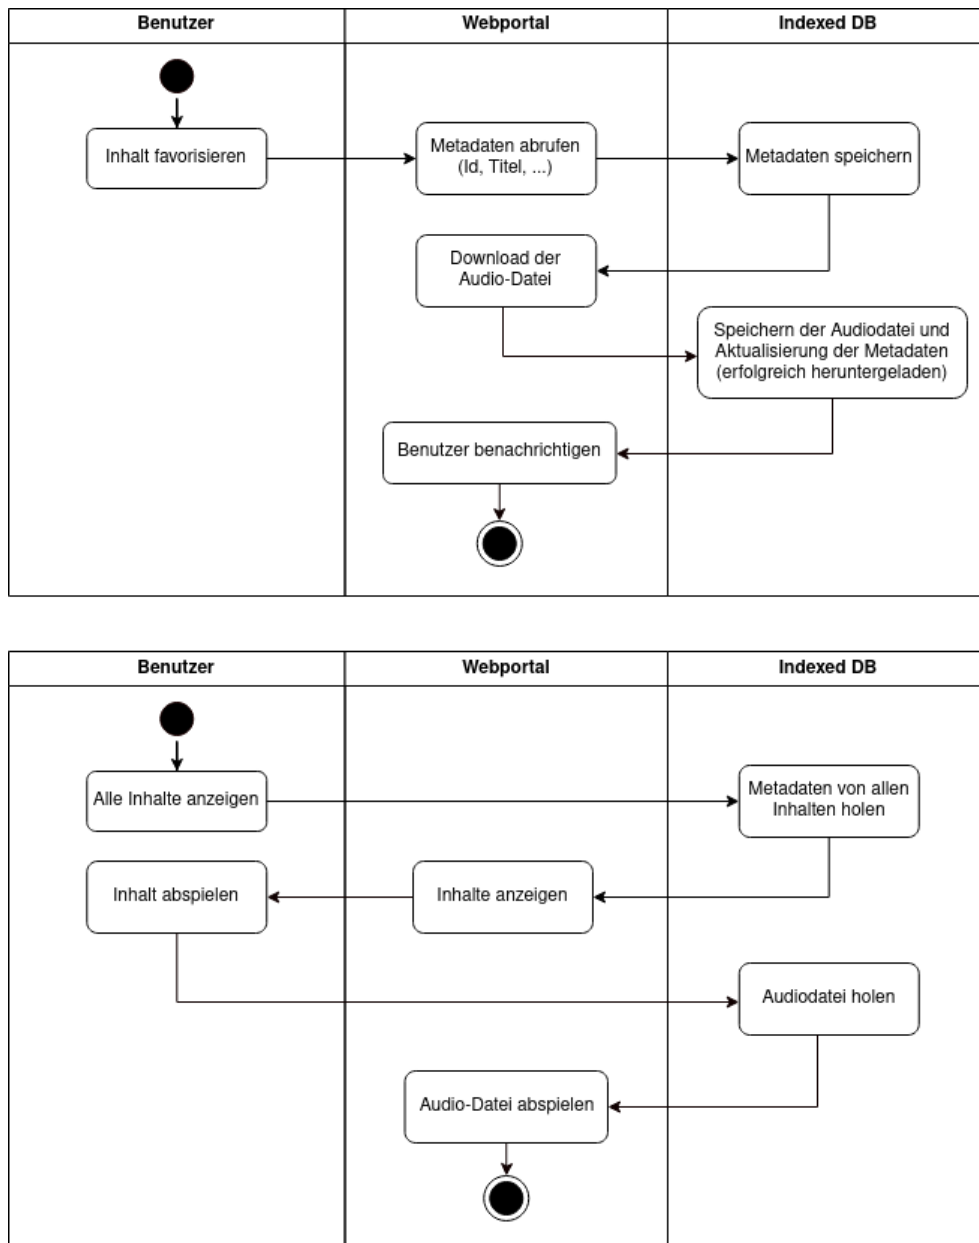 Benutzer
Webportal
Indexed DB
Inhalt favorisieren
Metadaten abrufen
(Id, Titel, ...)
Metadaten speichern
Download der
Audio-Datei
Speichern der Audiodatei und
Aktualisierung der Metadaten
(erfolgreich heruntergeladen)
Benutzer benachrichtigen
Benutzer
Webportal
Indexed DB
Alle Inhalte anzeigen
Metadaten von allen
Inhalten holen
Inhalte anzeigen
Inhalt abspielen
Audiodatei holen
Audio-Datei abspielen